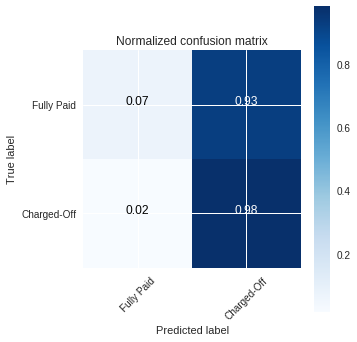 Normalized confusion matrix
True label
Fully Paid
0.07 0.93
Charged-Off
0.02 0.98
Fully Paid
Charged-Off
Predicted label
0.8
0.6
0.4
0.2